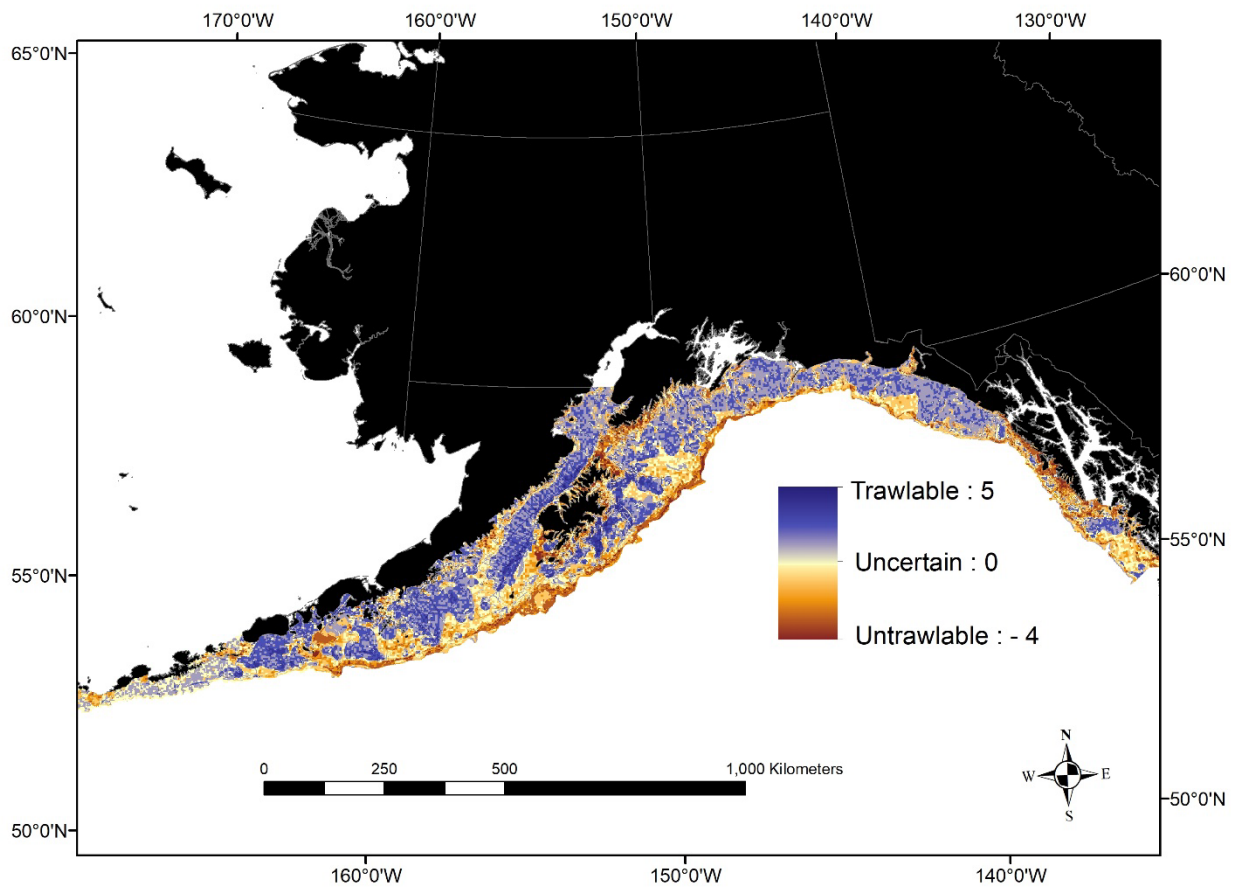 170°0'W 160°0'W 150°0'W 140°0'W 130°0'W
65°0'N
60°0'N
60°0'N
Trawlable : 5
55°0'N
Uncertain : 0
55°0'N
Untrawlable : - 4
N
0 250 500 1,000 Kilometers
W E
50°0'N
S
50°0'N
160°0'W 150°0'W 140°0'W